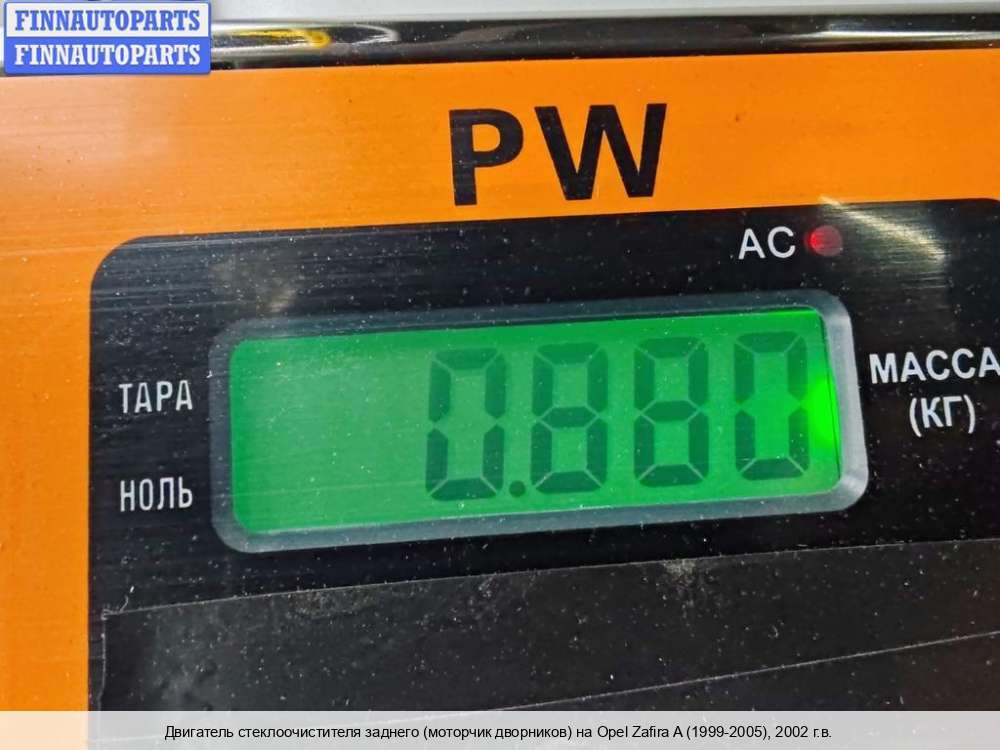 FINNAUTOPARTS
FINNAUTOPARTS
PW
AC
ТАРА
0.880
МАССА
(КГ)
НОЛЬ
Двигатель стеклоочистителя заднего (моторчик дворников) на Opel Zafira A (1999-2005), 2002 г.в.